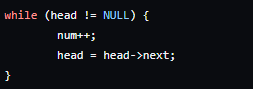 while (head != NULL) {
        num++;
        head = head->next;
}